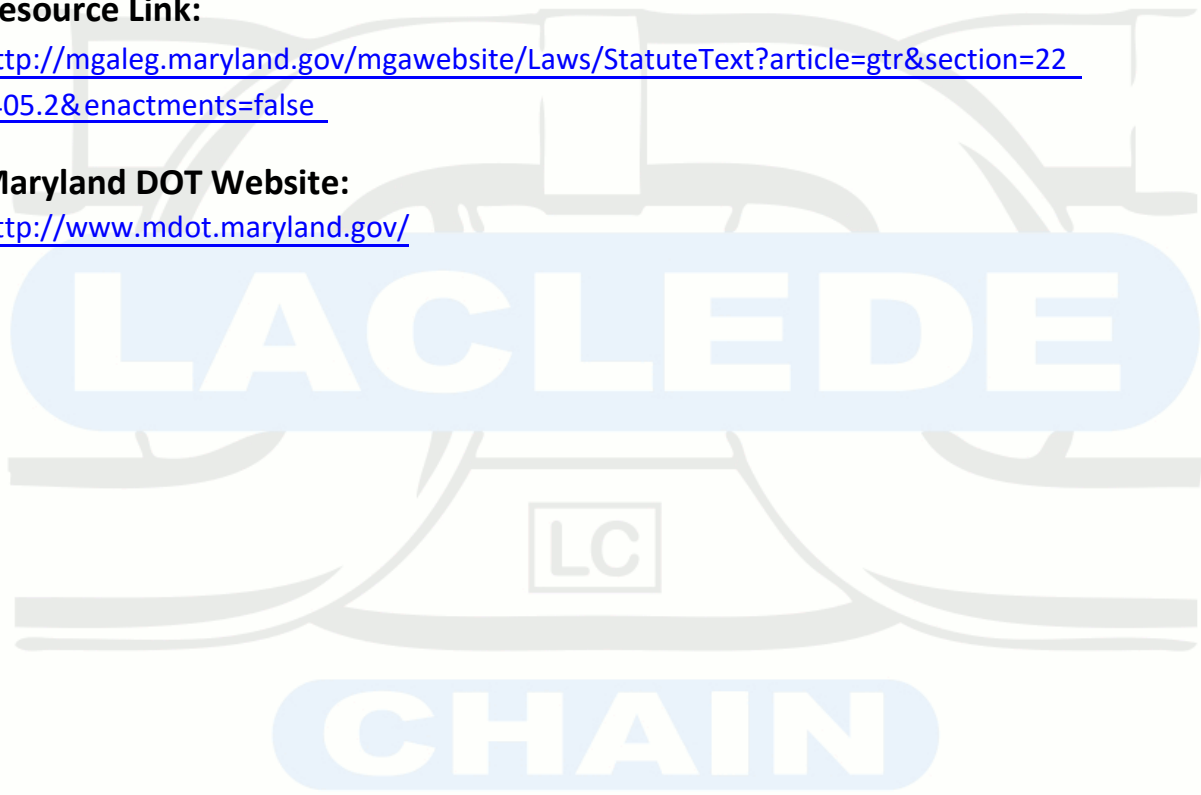 esource Link:
ttp://mgaleg.maryland.gov/mgawebsite/Laws/StatuteText?article=gtr&section=22
405.2&enactments=false
Maryland DOT Website:
ttp://www.mdot.maryland.gov/
LACLEDE
LC
CHAIN